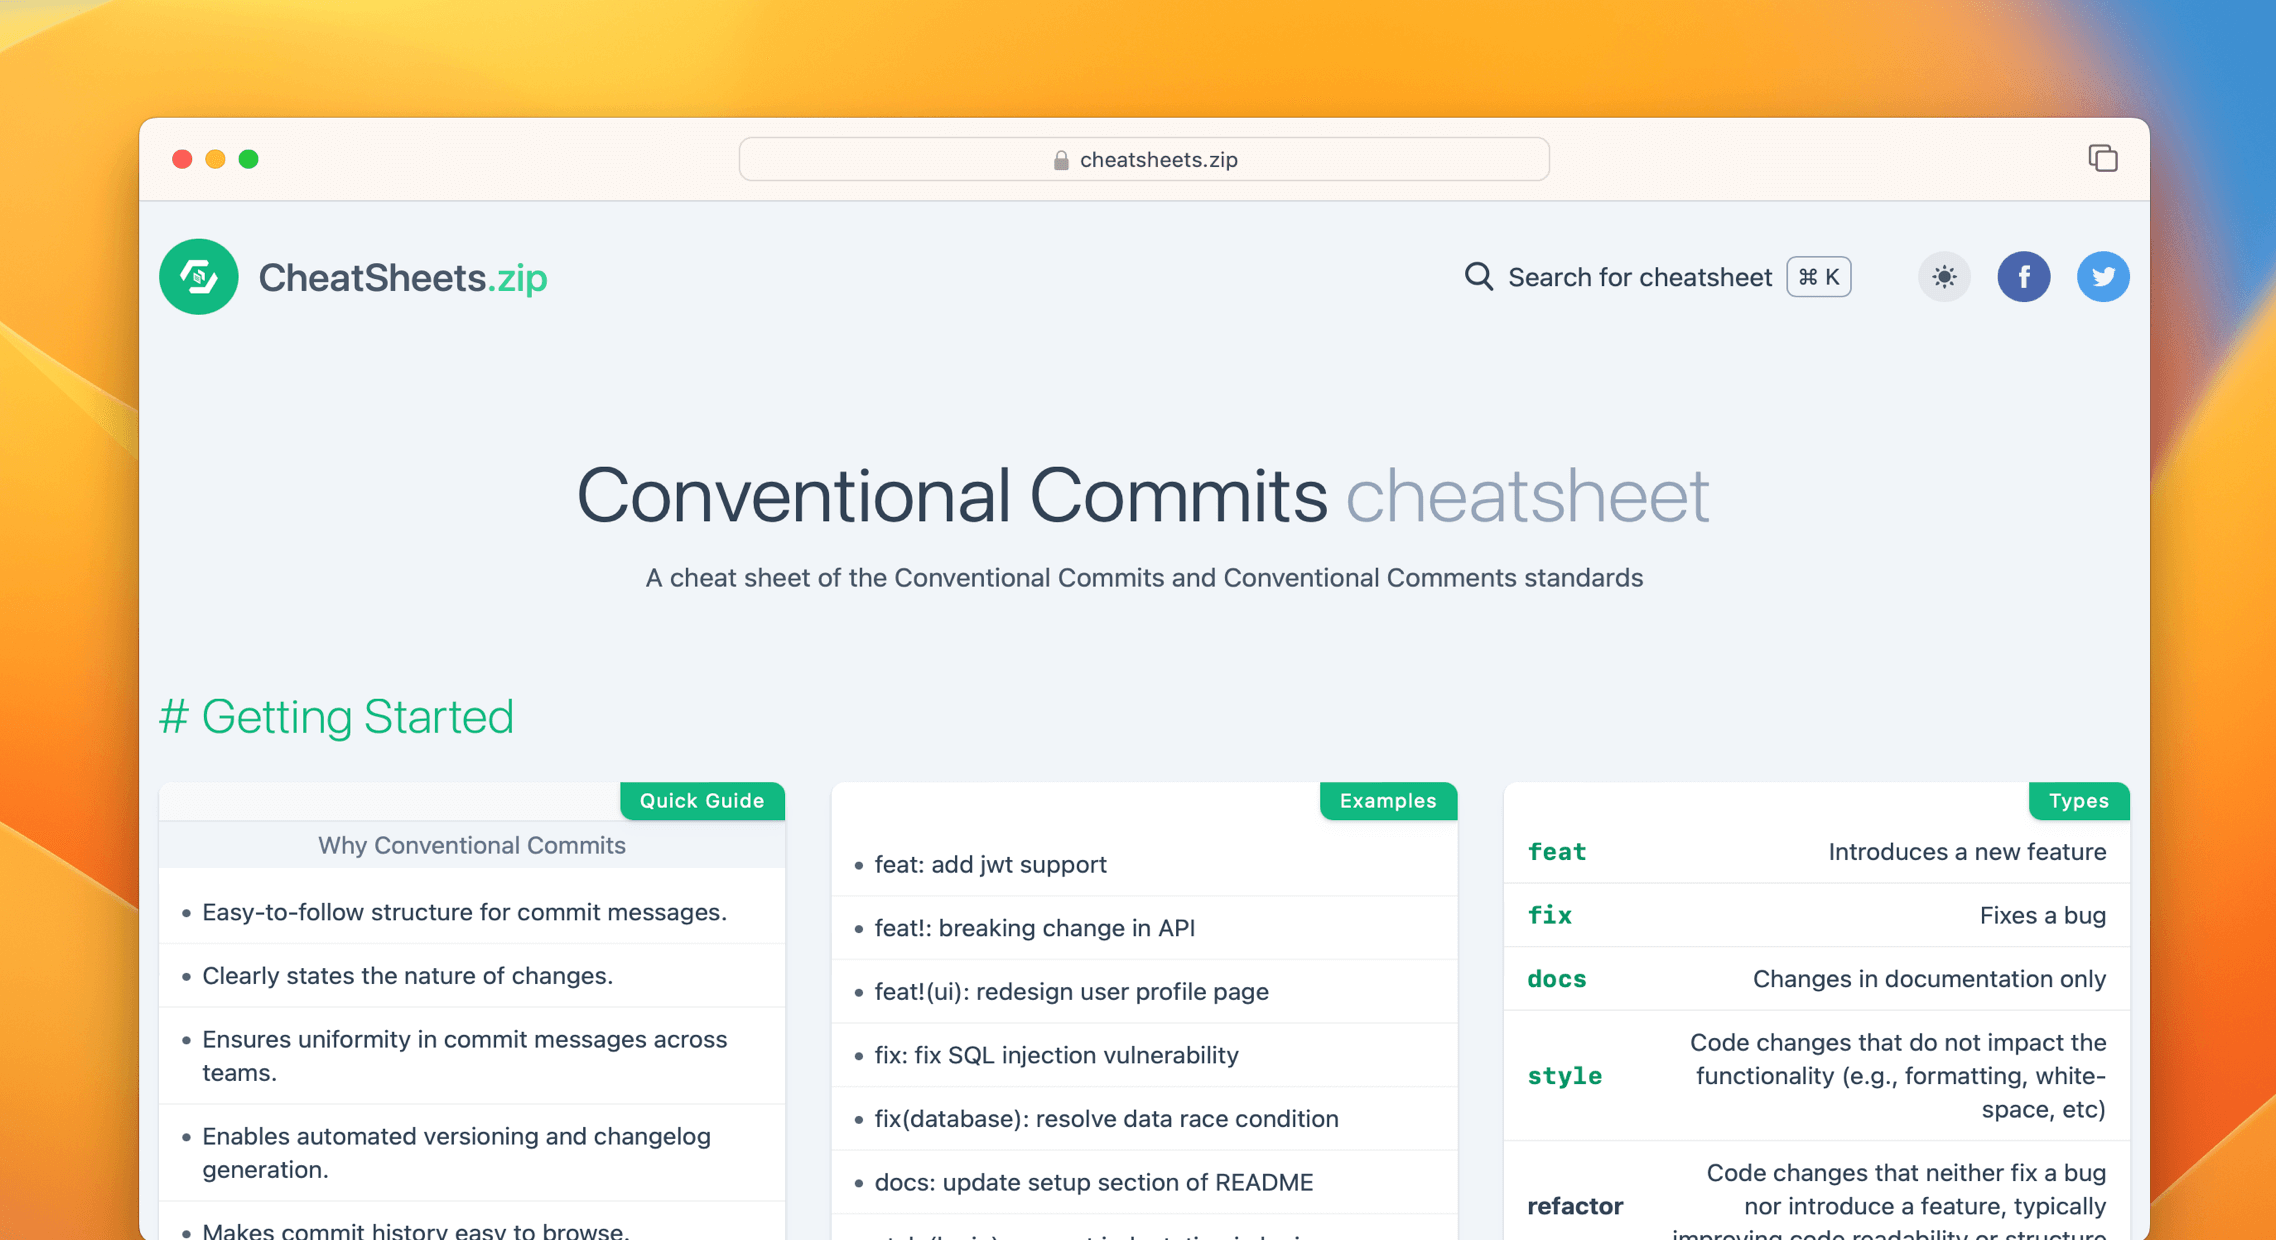 cheatsheets.zip
CheatSheets.zip
Search for cheatsheet ⌘ K
Conventional Commits cheatsheet
A cheat sheet of the Conventional Commits and Conventional Comments standards
# Getting Started
Quick Guide
Why Conventional Commits
• Easy-to-follow structure for commit messages.
• Clearly states the nature of changes.
• Ensures uniformity in commit messages across
teams.
• Enables automated versioning and changelog
generation.
• Makes commit history easy to browse.
Examples
• feat: add jwt support
• feat!: breaking change in API
• feat!(ui): redesign user profile page
• fix: fix SQL injection vulnerability
• fix(database): resolve data race condition
• docs: update setup section of README
Types
feat Introduces a new feature
fix Fixes a bug
docs Changes in documentation only
style
Code changes that do not impact the
functionality (e.g., formatting, white-
space, etc)
refactor
Code changes that neither fix a bug
nor introduce a feature, typically
improving code readability or structure